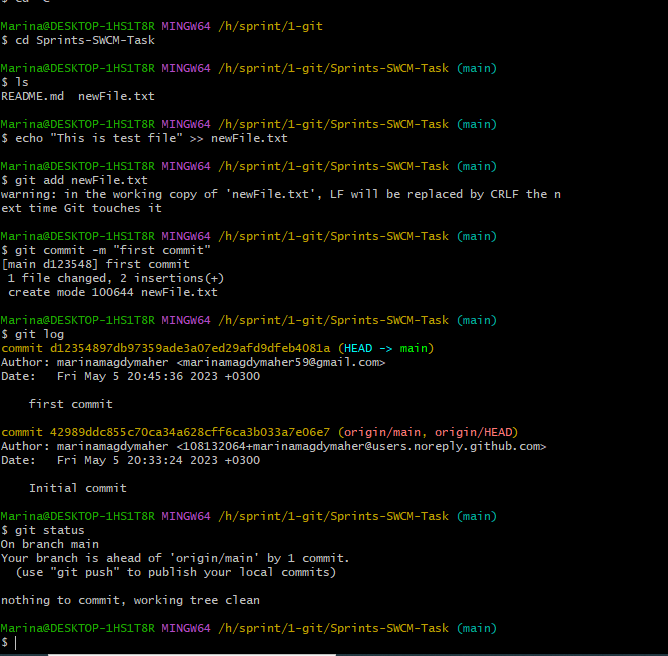 Marina@DESKTOP-1HS1T8R MINGW64 /h/sprint/1-git
$ cd Sprints-SWCM-Task
Marina@DESKTOP-1HS1T8R MINGW64 /h/sprint/1-git/Sprints-SWCM-Task (main)
$ ls
README.md  newFile.txt
Marina@DESKTOP-1HS1T8R MINGW64 /h/sprint/1-git/Sprints-SWCM-Task (main)
$ echo "This is test file" >> newFile.txt
Marina@DESKTOP-1HS1T8R MINGW64 /h/sprint/1-git/Sprints-SWCM-Task (main)
$ git add newFile.txt
warning: in the working copy of 'newFile.txt', LF will be replaced by CRLF the n
ext time Git touches it
Marina@DESKTOP-1HS1T8R MINGW64 /h/sprint/1-git/Sprints-SWCM-Task (main)
$ git commit -m "first commit"
[main d123548] first commit
 1 file changed, 2 insertions(+)
 create mode 100644 newFile.txt
Marina@DESKTOP-1HS1T8R MINGW64 /h/sprint/1-git/Sprints-SWCM-Task (main)
$ git log
commit d12354897db97359ade3a07ed29afd9dfeb4081a (HEAD -> main)
Author: marinamagdymaher <marinamagdymaher59@gmail.com>
Date:   Fri May 5 20:45:36 2023 +0300
    first commit
commit 42989ddc855c70ca34a628cff6ca3b033a7e06e7 (origin/main, origin/HEAD)
Author: marinamagdymaher <108132064+marinamagdymaher@users.noreply.github.com>
Date:   Fri May 5 20:33:24 2023 +0300
    Initial commit
Marina@DESKTOP-1HS1T8R MINGW64 /h/sprint/1-git/Sprints-SWCM-Task (main)
$ git status
On branch main
Your branch is ahead of 'origin/main' by 1 commit.
  (use "git push" to publish your local commits)
nothing to commit, working tree clean
Marina@DESKTOP-1HS1T8R MINGW64 /h/sprint/1-git/Sprints-SWCM-Task (main)
$